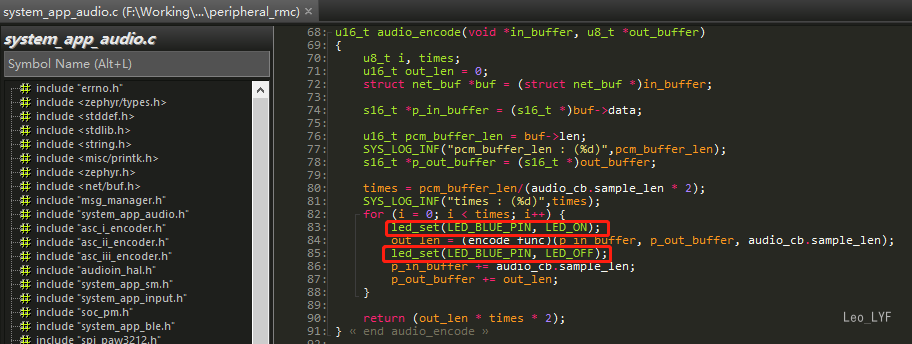 system_app_audio.c (F:\Working\...\peripheral_rmc) ×
system_app_audio.c
Symbol Name (Alt+L)
include "errno.h"
include <zephyr/types.h>
include <stddef.h>
include <stdlib.h>
include <string.h>
include <misc/printk.h>
include <zephyr.h>
include <net/buf.h>
include "msg_manager.h"
include "system_app_audio.h"
include "asc_i_encoder.h"
include "asc_ii_encoder.h"
include "asc_iii_encoder.h"
include "audioin_hal.h"
include "system_app_sm.h"
include "system_app_input.h"
include "soc_pm.h"
include "system_app_ble.h"
include "spi_paw3212.h"
68: u16_t audio_encode(void *in_buffer, u8_t *out_buffer)
69: {
70: u8_t i, times;
71: u16_t out_len = 0;
72: struct net_buf *buf = (struct net_buf *)in_buffer;
73:
74: s16_t *p_in_buffer = (s16_t *)buf->data;
75:
76: u16_t pcm_buffer_len = buf->len;
77: SYS_LOG_INF("pcm_buffer_len : (%d)",pcm_buffer_len);
78: s16_t *p_out_buffer = (s16_t *)out_buffer;
79:
80: times = pcm_buffer_len/(audio_cb.sample_len * 2);
81: SYS_LOG_INF("times : (%d)",times);
82: for (i = 0; i < times; i++) {
83: led_set(LED_BLUE_PIN, LED_ON);
84: out_len = (encode_func)(p_in_buffer, p_out_buffer, audio_cb.sample_len);
85: led_set(LED_BLUE_PIN, LED_OFF);
86: p_in_buffer += audio_cb.sample_len;
87: p_out_buffer += out_len;
88: }
89:
90: return (out_len * times * 2);
91: } « end audio_encode »
92:
Leo_LYF